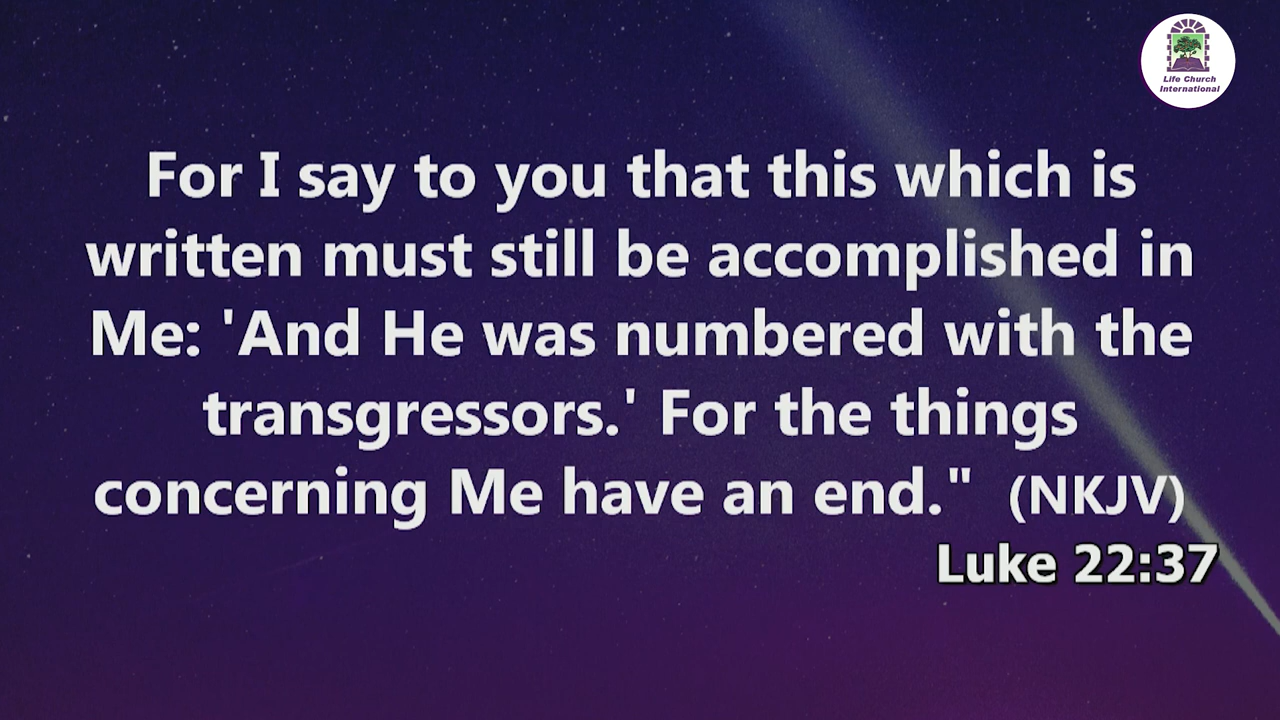 Life Church
International
For I say to you that this which is
written must still be accomplished in
Me: 'And He was numbered with the
transgressors.' For the things
concerning Me have an end." (NKJV)
Luke 22:37